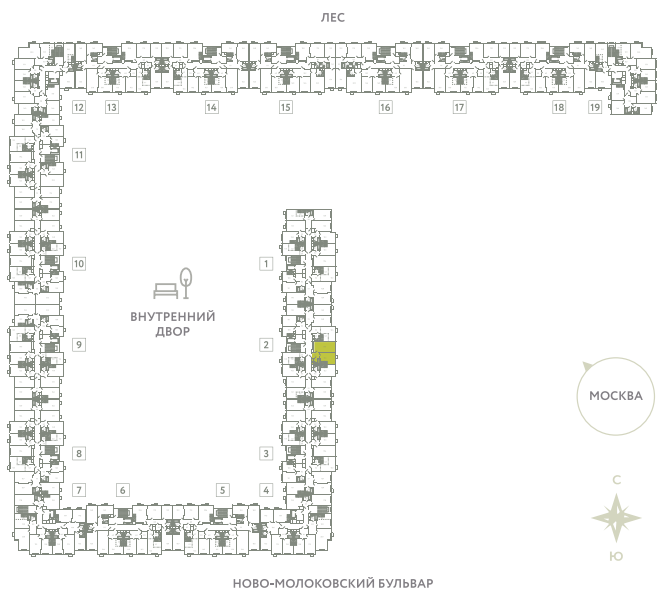 ЛЕС
12 13 14 15 16 17 18 19
11
10 1
ВНУТРЕННИЙ
ДВОР
9 2
МОСКВА
8 3
7 6 5 4
С
Ю
НОВО-МОЛОКОВСКИЙ БУЛЬВАР